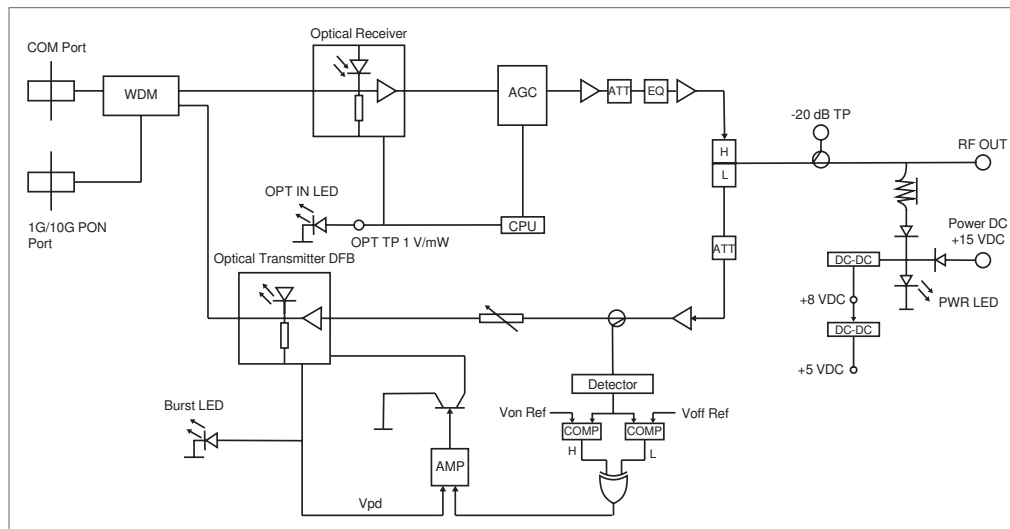 Optical Receiver
COM Port
WDM
AGC
ATT
EQ
-20 dB TP
RF OUT
H
L
OPT IN LED
1G/10G PON
Port
OPT TP 1 V/mW
CPU
ATT
Power DC
+15 VDC
DC-DC
PWR LED
+8 VDC
DC-DC
+5 VDC
Optical Transmitter DFB
Detector
Von Ref
Voff Ref
COMP
COMP
H
L
Burst LED
AMP
Vpd